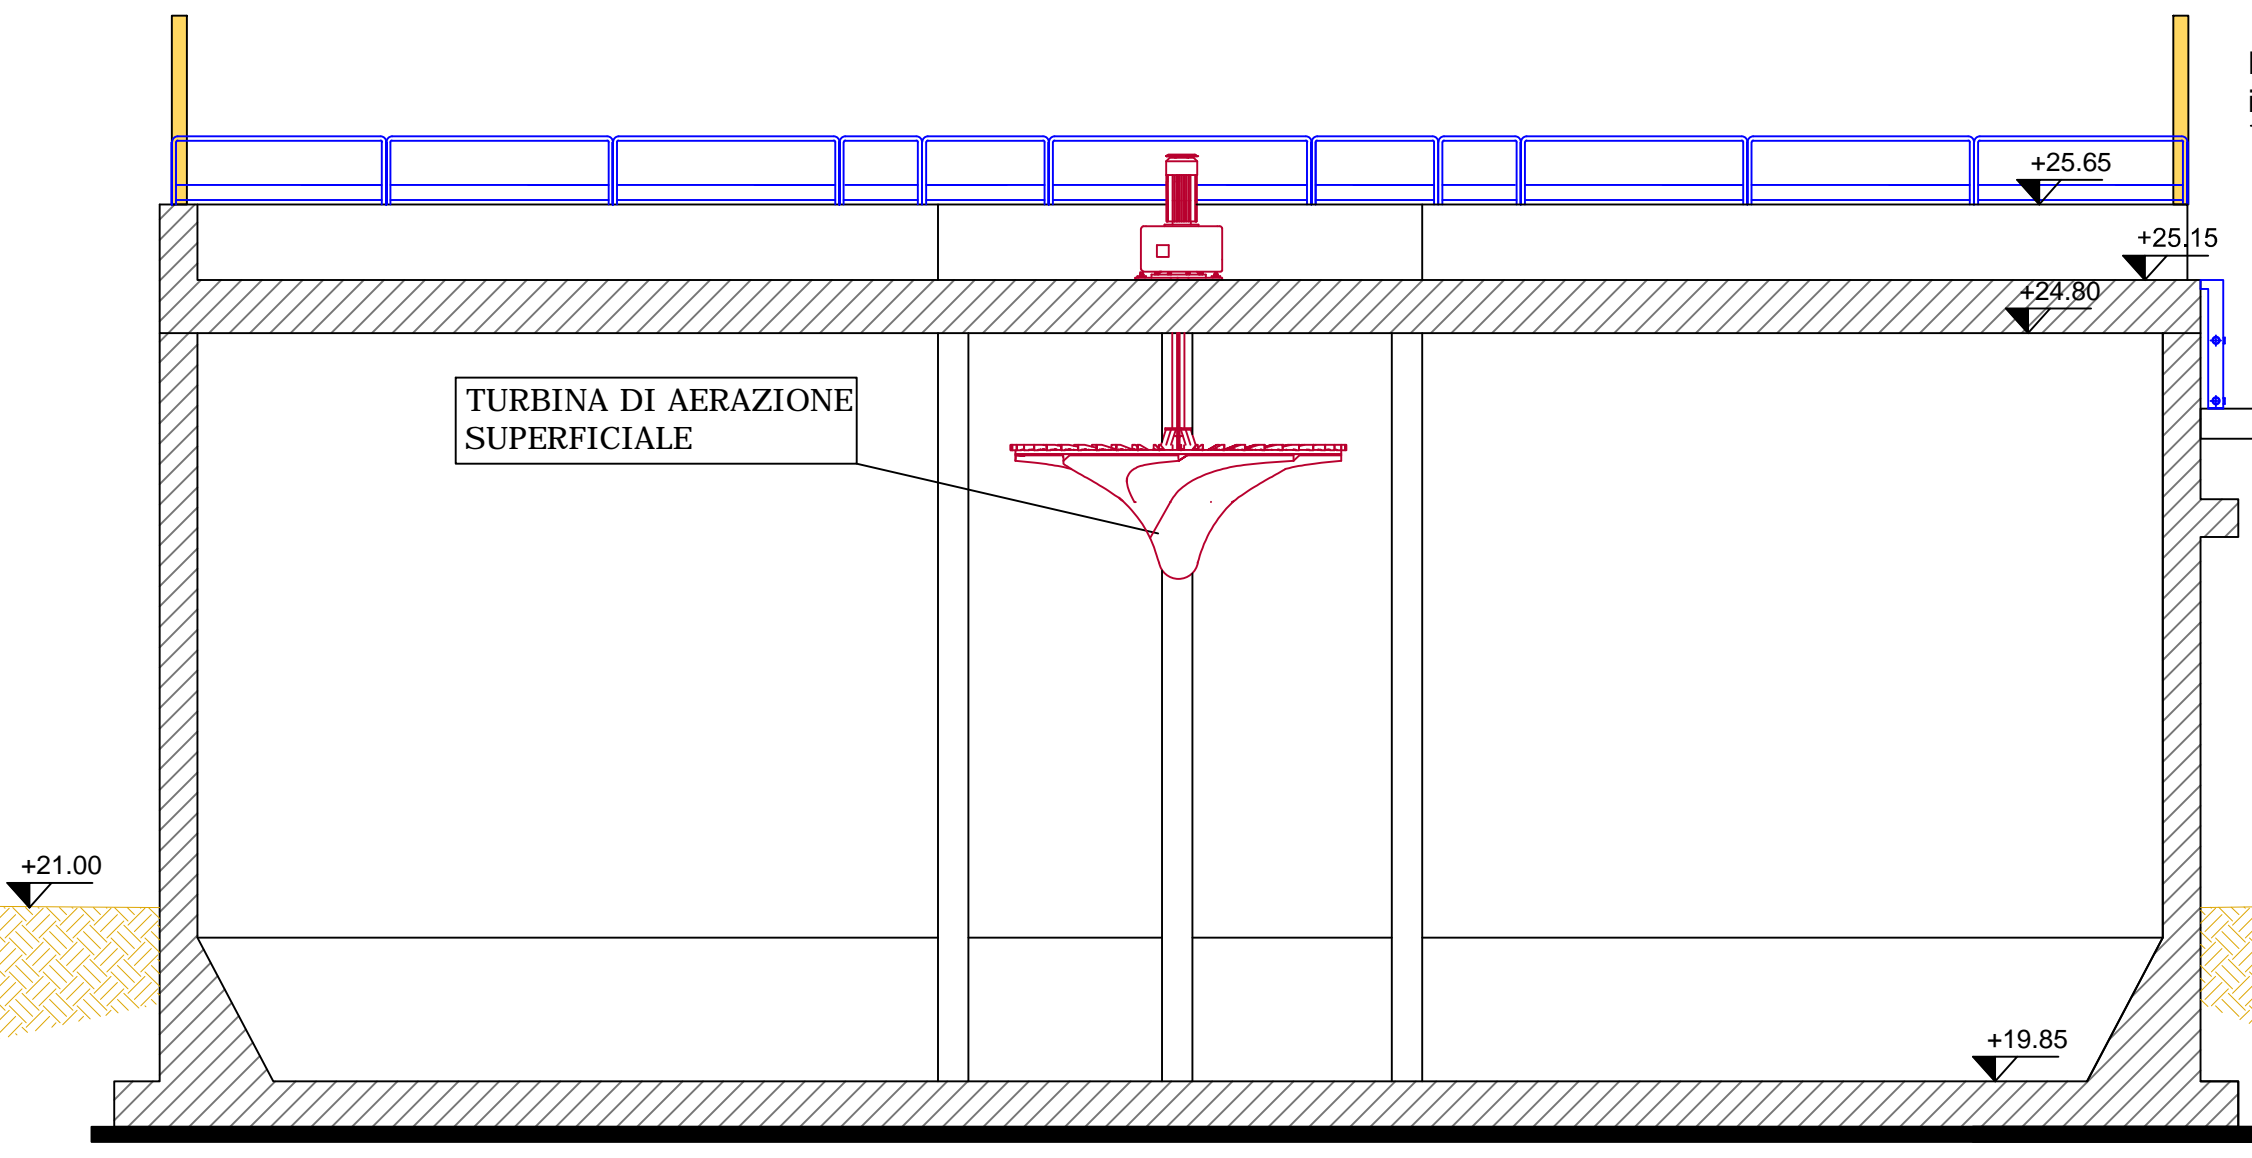 +25.65
+25.15
+24.80
TURBINA DI AERAZIONE
SUPERFICIALE
+21.00
+19.85